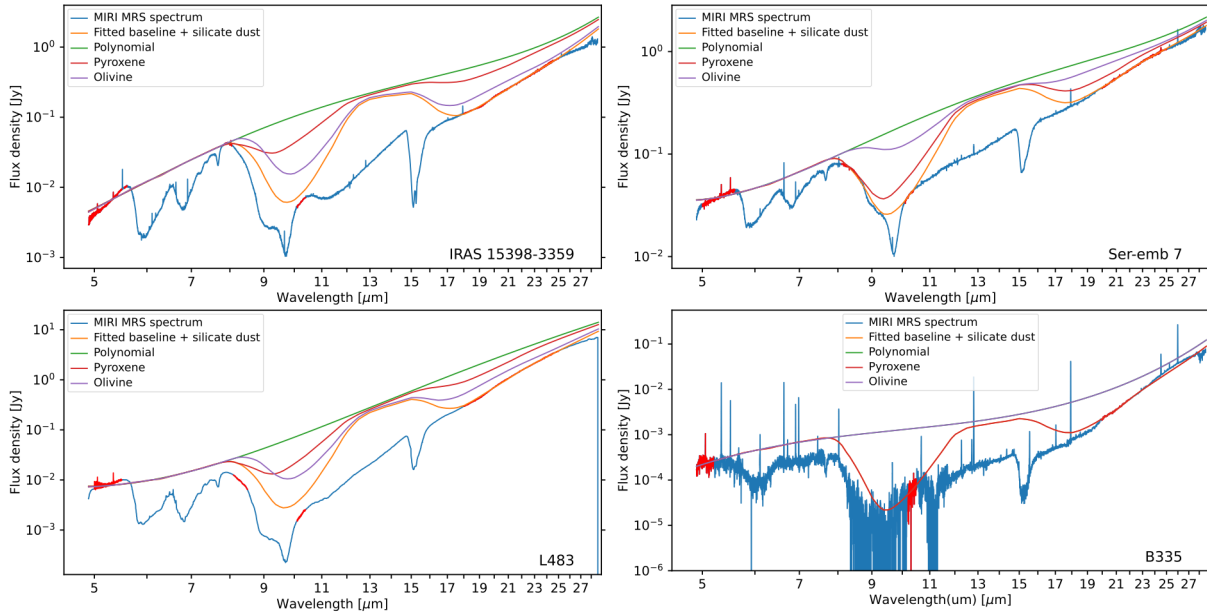 MIRI MRS spectrum
Fitted baseline + silicate dust
Polynomial
Pyroxene
Olivine
Flux density [Jy]
10⁰
10⁻¹
10⁻²
10⁻³
IRAS 15398-3359
5 7 9 11 13 15 17 19 21 23 25 27
Wavelength [μm]
MIRI MRS spectrum
Fitted baseline + silicate dust
Polynomial
Pyroxene
Olivine
Flux density [Jy]
10⁰
10⁻¹
10⁻²
Ser-emb 7
5 7 9 11 13 15 17 19 21 23 25 27
Wavelength [μm]
MIRI MRS spectrum
Fitted baseline + silicate dust
Polynomial
Pyroxene
Olivine
Flux density [Jy]
10¹
10⁰
10⁻¹
10⁻²
10⁻³
L483
5 7 9 11 13 15 17 19 21 23 25 27
Wavelength [μm]
MIRI MRS spectrum
Fitted baseline + silicate dust
Polynomial
Pyroxene
Olivine
Flux density [Jy]
10⁻¹
10⁻²
10⁻³
10⁻⁴
10⁻⁵
10⁻⁶
B335
5 7 9 11 13 15 17 19 21 23 25 27
Wavelength(um) [μm]